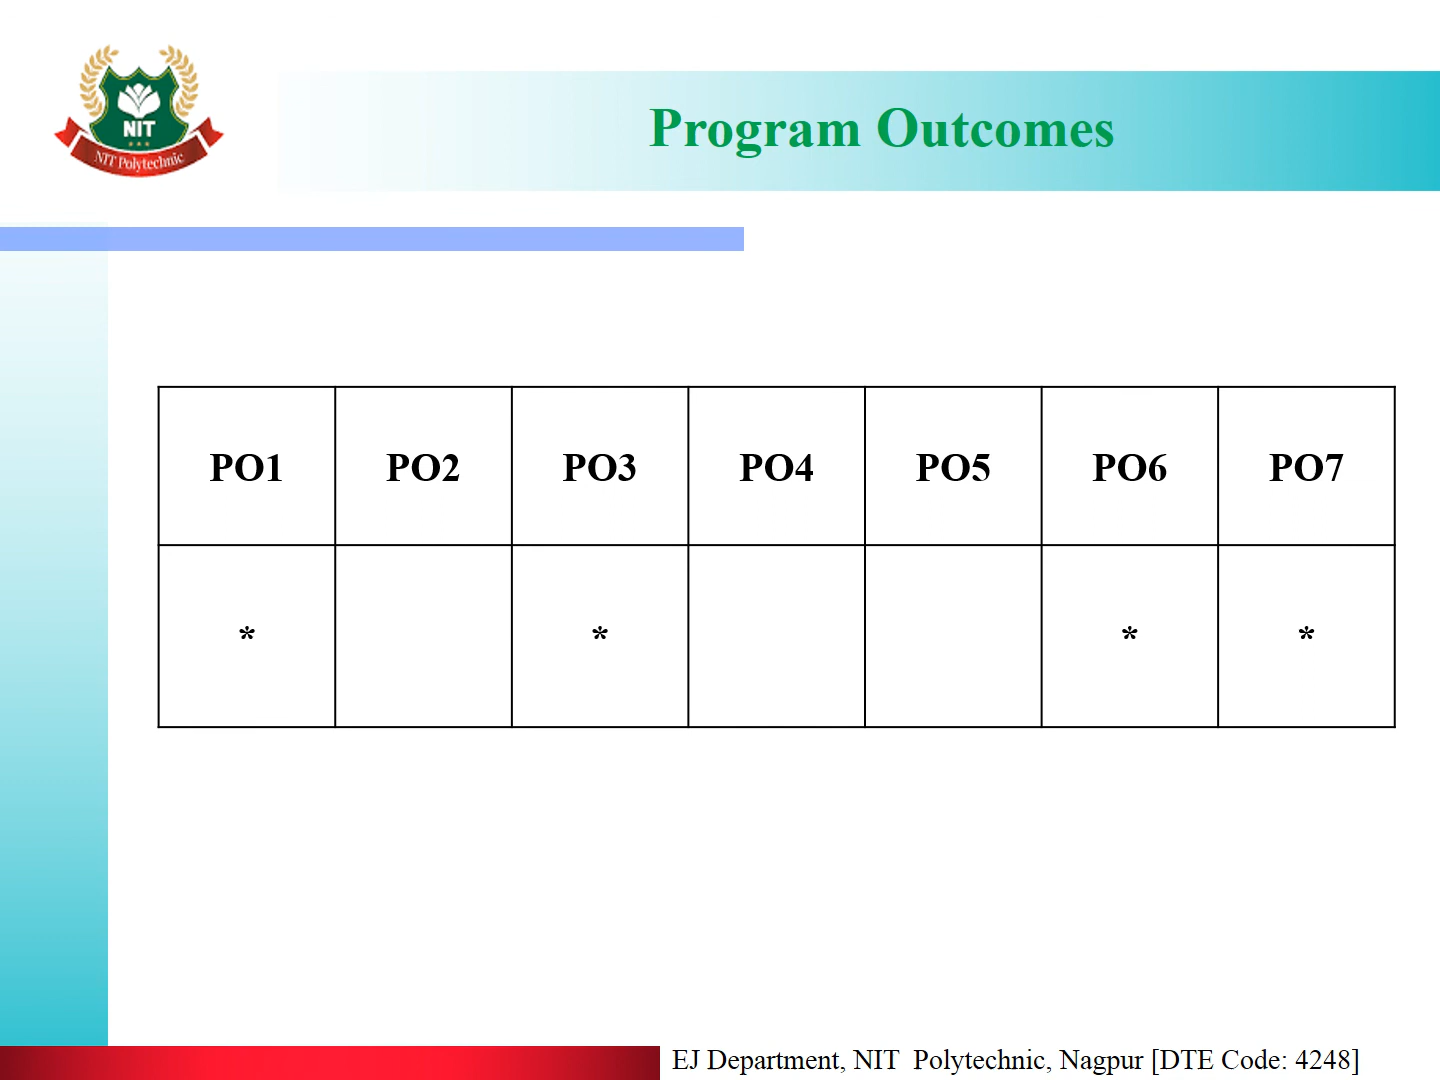 NIT
NIT Polytechnic
Program Outcomes
PO1 PO2 PO3 PO4 PO5 PO6 PO7
* * * *
EJ Department, NIT  Polytechnic, Nagpur [DTE Code: 4248]